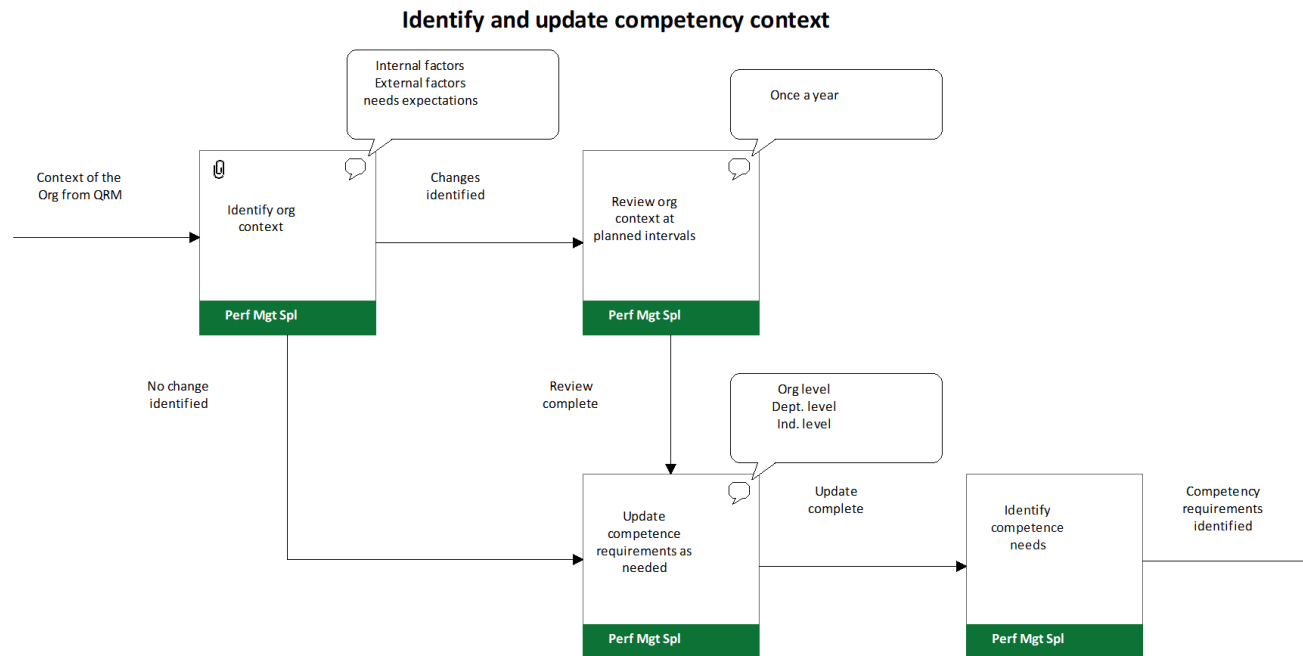 Identify and update competency context
Internal factors
External factors
needs expectations
Once a year
Context of the
Org from QRM
Identify org
context
Perf Mgt Spl
Changes
identified
Review org
context at
planned intervals
Perf Mgt Spl
No change
identified
Review
complete
Org level
Dept. level
Ind. level
Update
competence
requirements as
needed
Perf Mgt Spl
Update
complete
Identify
competence
needs
Perf Mgt Spl
Competency
requirements
identified